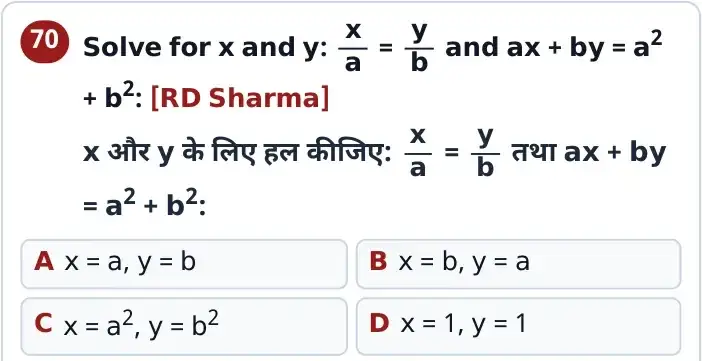 70 Solve for x and y: x/a = y/b and ax + by = a²
+ b²: [RD Sharma]
x और y के लिए हल कीजिए: x/a = y/b तथा ax + by
= a² + b²:
A x = a, y = b
B x = b, y = a
C x = a², y = b²
D x = 1, y = 1